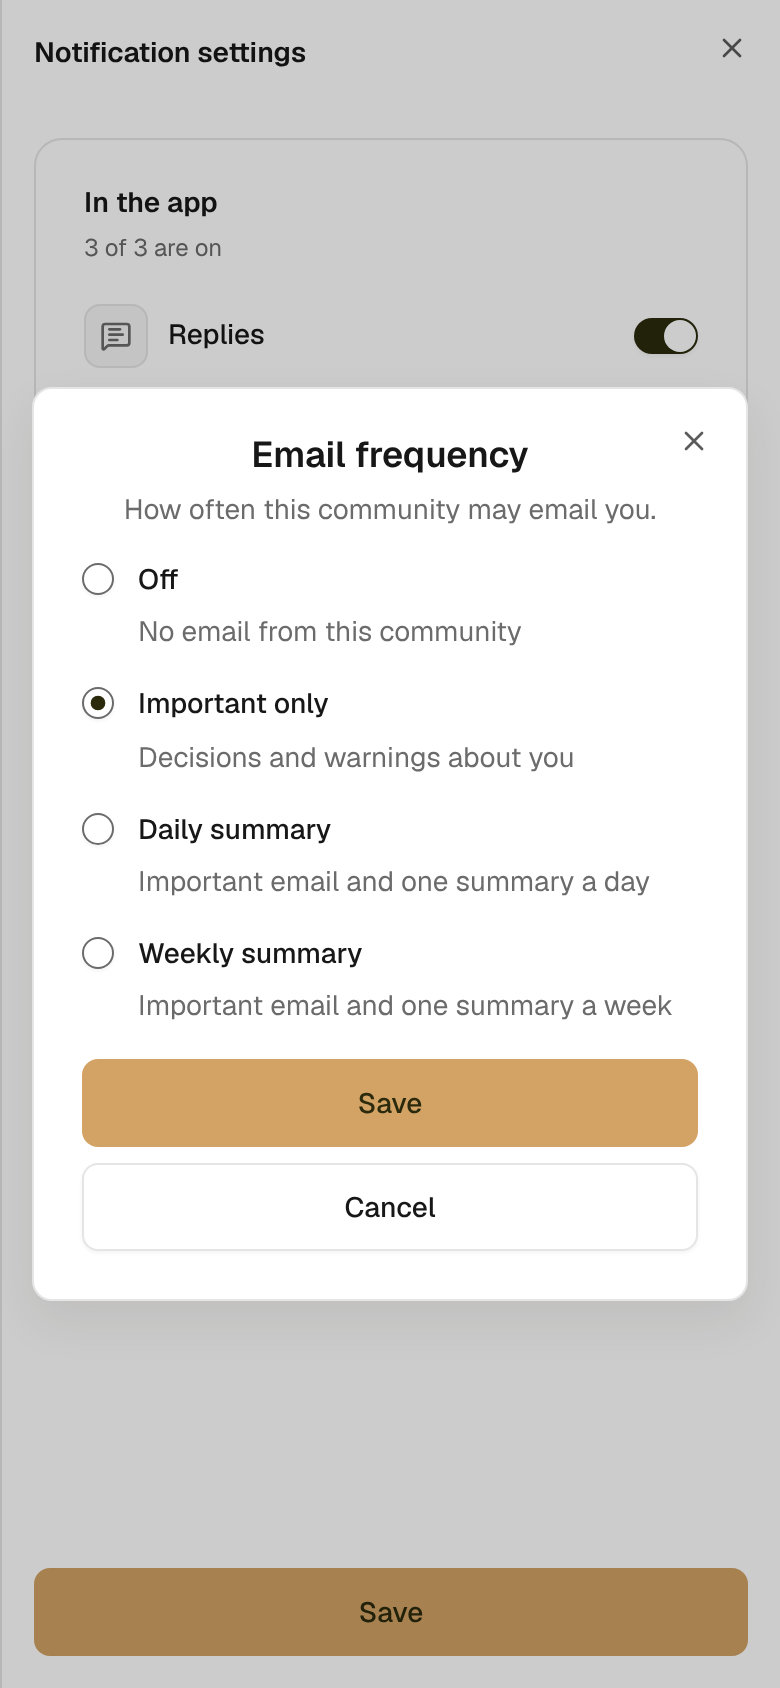 Notification settings
In the app
3 of 3 are on
Replies
Email frequency
How often this community may email you.
Off
No email from this community
Important only
Decisions and warnings about you
Daily summary
Important email and one summary a day
Weekly summary
Important email and one summary a week
Save
Cancel
Save